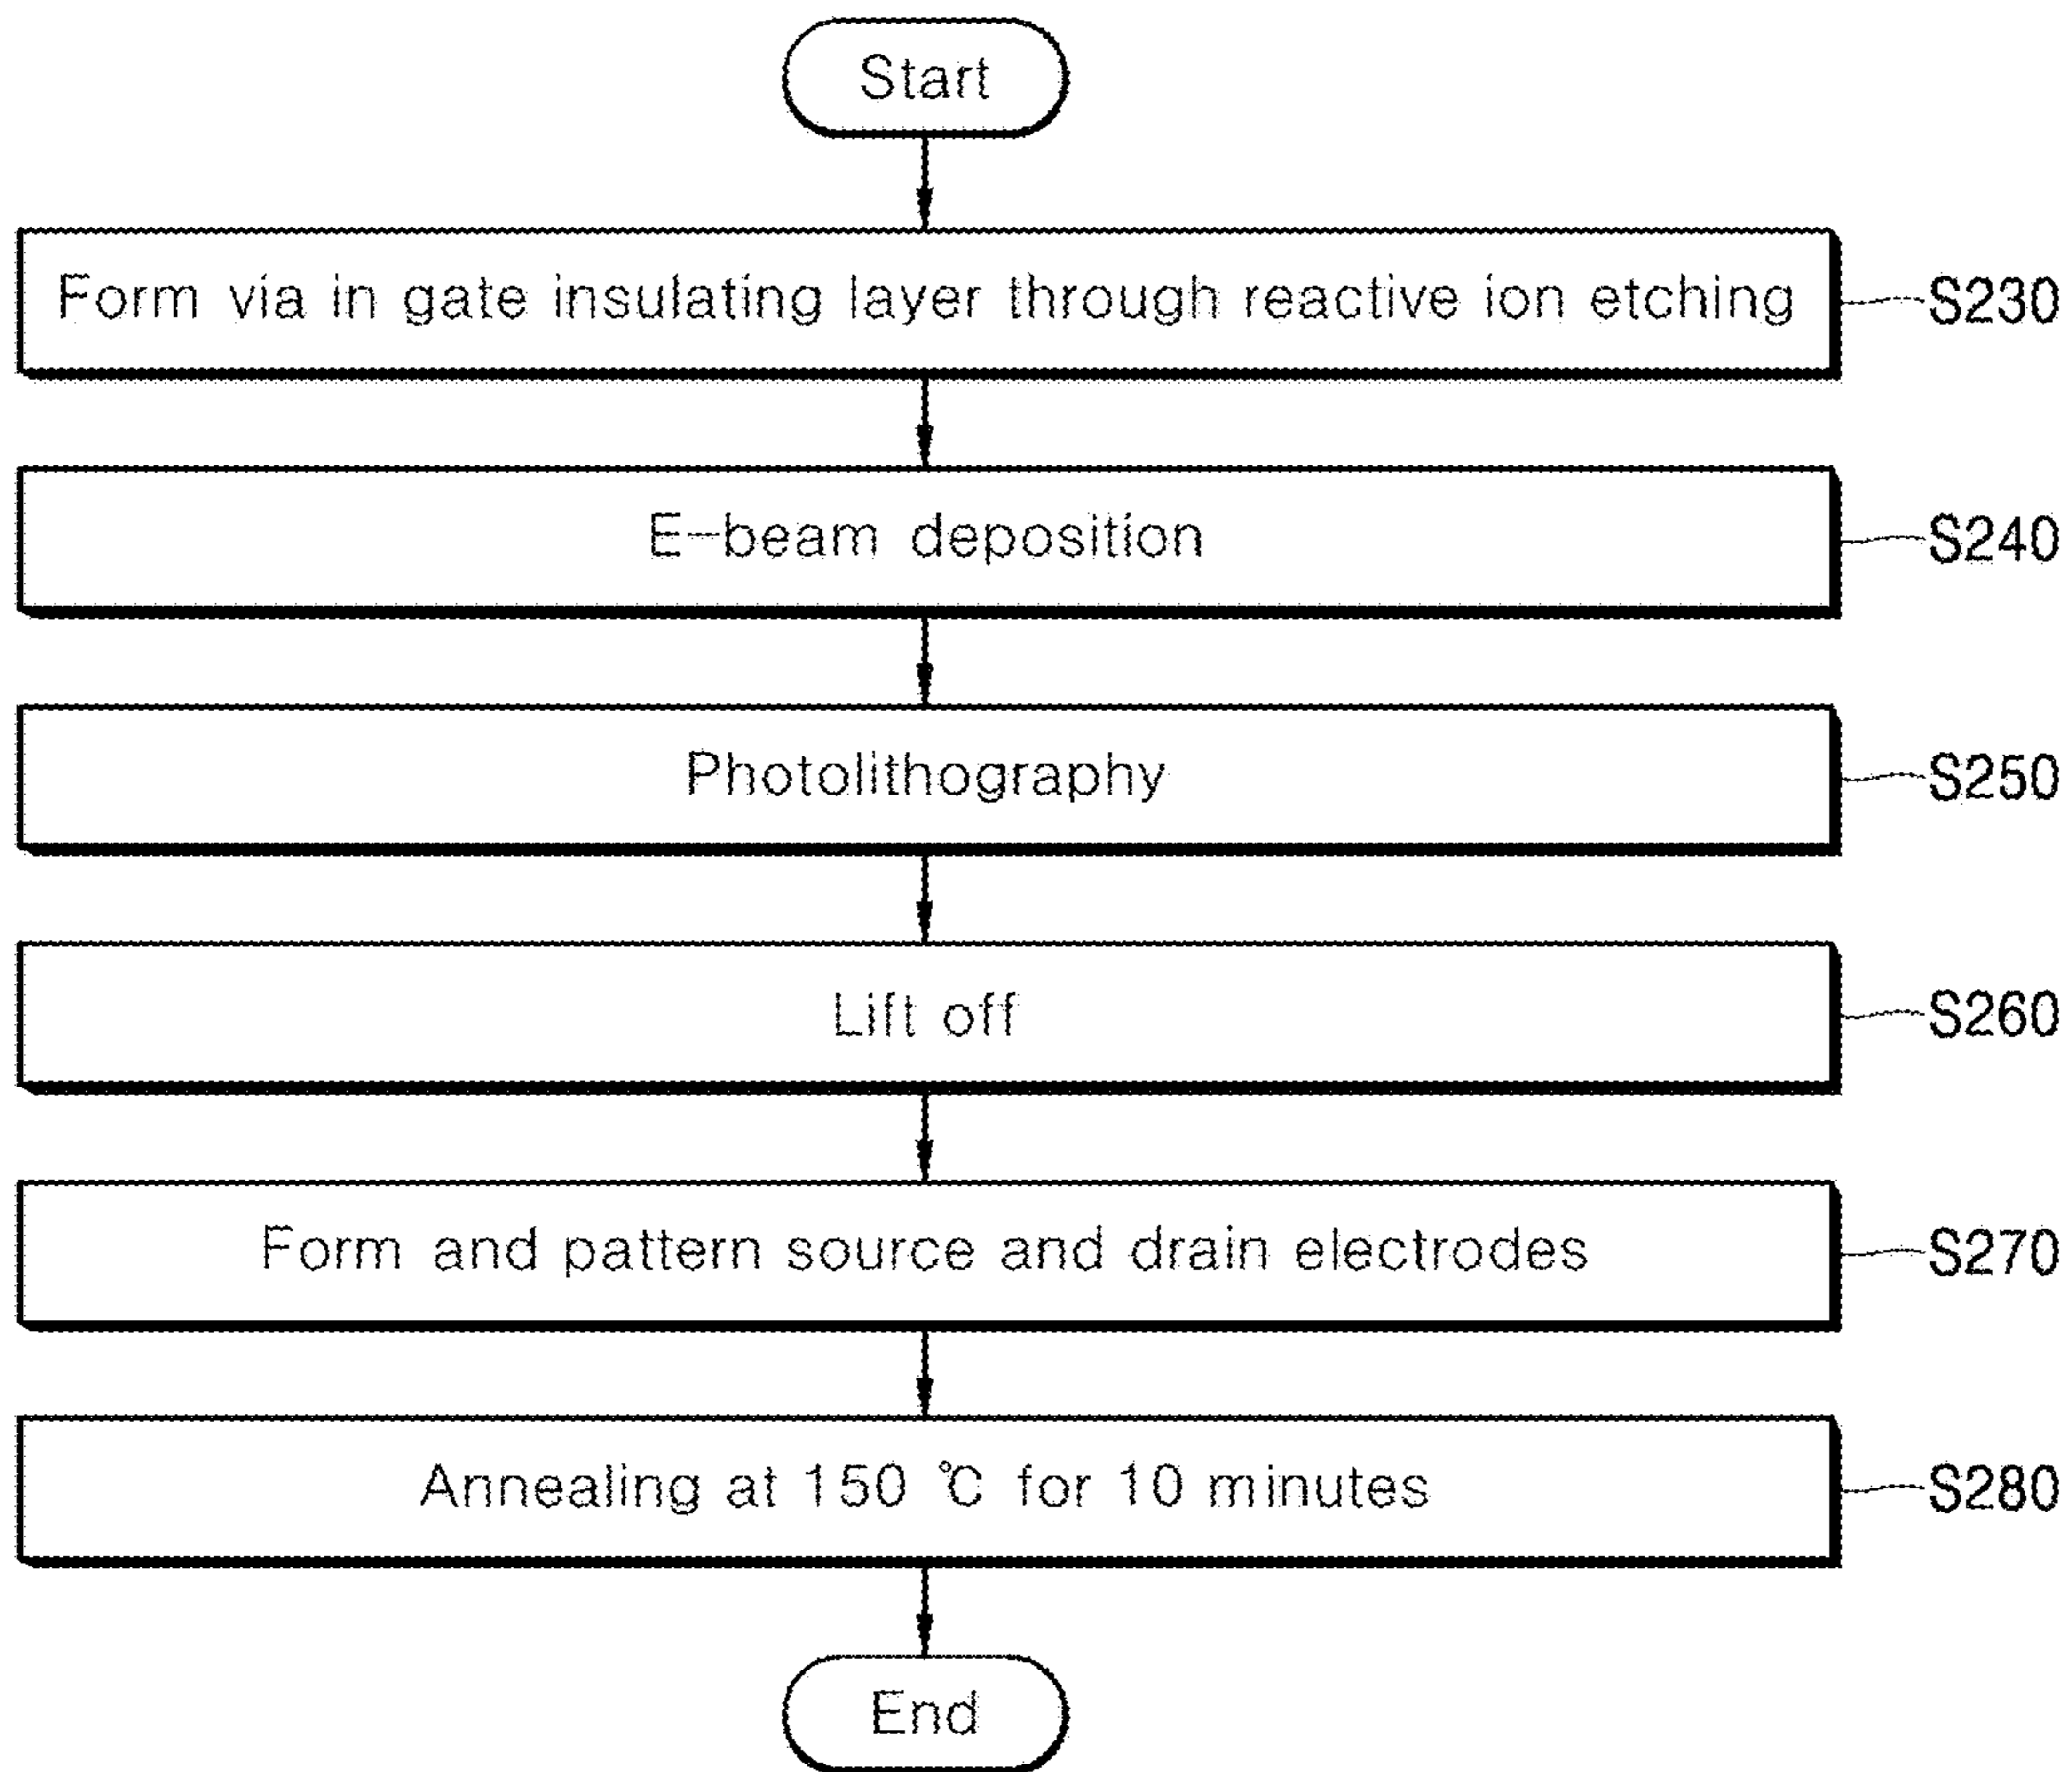 Start
Form via in gate insulating layer through reactive ion etching S230
E-beam deposition S240
Photolithography S250
Lift off S260
Form and pattern source and drain electrodes S270
Annealing at 150 ℃ for 10 minutes S280
End